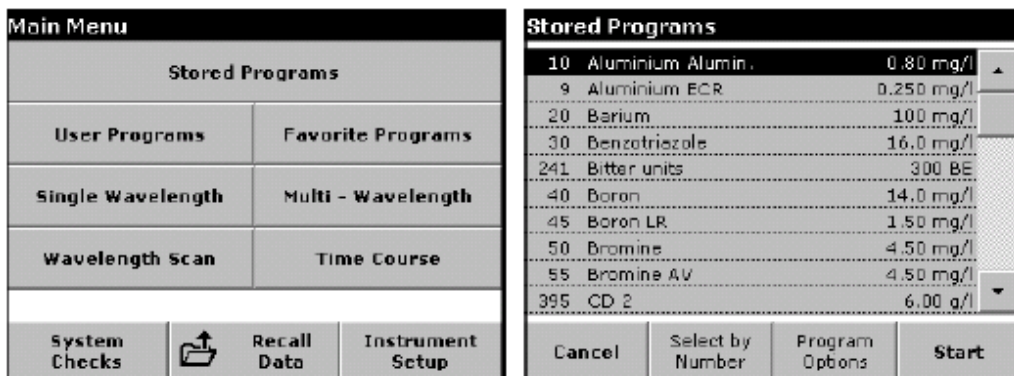 Main Menu
Stored Programs
User Programs
Favorite Programs
Single Wavelength
Multi - Wavelength
Wavelength Scan
Time Course
System
Checks
Recall
Data
Instrument
Setup
Stored Programs
10 Aluminium Alumin. 0.80 mg/l
9 Aluminium ECR 0.250 mg/l
20 Barium 100 mg/l
30 Benzotriazole 16.0 mg/l
241 Bitter units 300 BE
40 Boron 14.0 mg/l
45 Boron LR 1.50 mg/l
50 Bromine 4.50 mg/l
55 Bromine AV 4.50 mg/l
395 CD 2 6.00 g/l
Cancel
Select by
Number
Program
Options
Start